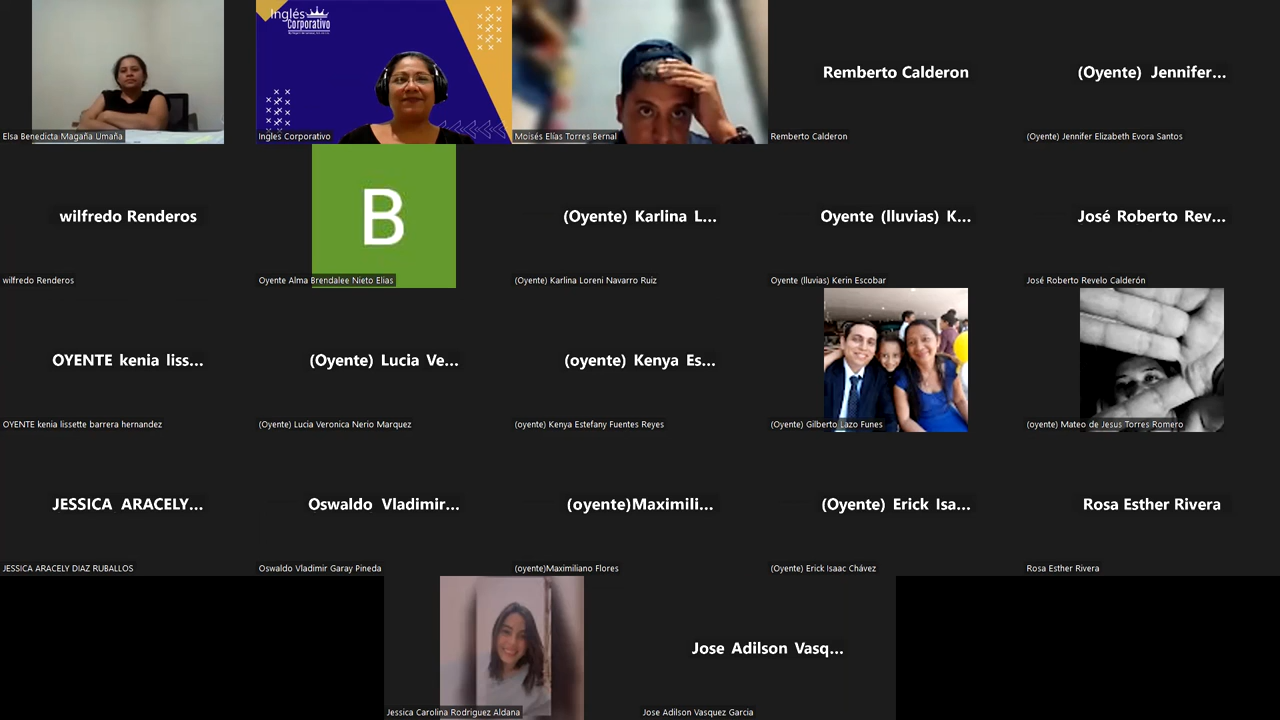 Inglés
Corporativo
Elsa Benedicta Magaña Umaña
Ingles Corporativo
Moisés Elías Torres Bernal
Remberto Calderon
Remberto Calderon
(Oyente) Jennifer...
(Oyente) Jennifer Elizabeth Evora Santos
wilfredo Renderos
wilfredo Renderos
B
Oyente Alma Brendalee Nieto Elias
(Oyente) Karlina L...
(Oyente) Karlina Loreni Navarro Ruiz
Oyente (lluvias) K...
Oyente (lluvias) Kerin Escobar
José Roberto Rev...
José Roberto Revelo Calderón
OYENTE kenia liss...
OYENTE kenia lissette barrera hernandez
(Oyente) Lucia Ve...
(Oyente) Lucia Veronica Nerio Marquez
(oyente) Kenya Es...
(oyente) Kenya Estefany Fuentes Reyes
(Oyente) Gilberto Lazo Funes
(oyente) Mateo de Jesus Torres Romero
JESSICA ARACELY...
JESSICA ARACELY DIAZ RUBALLOS
Oswaldo Vladimir...
Oswaldo Vladimir Garay Pineda
(oyente)Maximili...
(oyente)Maximiliano Flores
(Oyente) Erick Isa...
(Oyente) Erick Isaac Chávez
Rosa Esther Rivera
Rosa Esther Rivera
Jessica Carolina Rodriguez Aldana
Jose Adilson Vasq...
Jose Adilson Vasquez Garcia